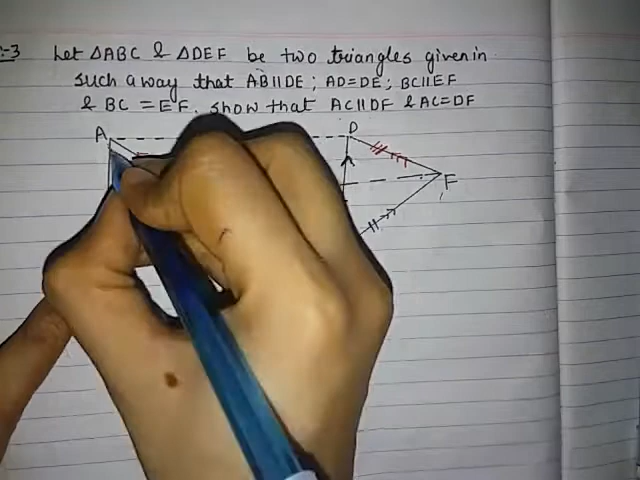 :-3 Let ΔABC & ΔDEF be two triangles given in
such a way that AB||DE; AD=DE; BC||EF
& BC = EF. show that AC||DF & AC=DF
A D
F